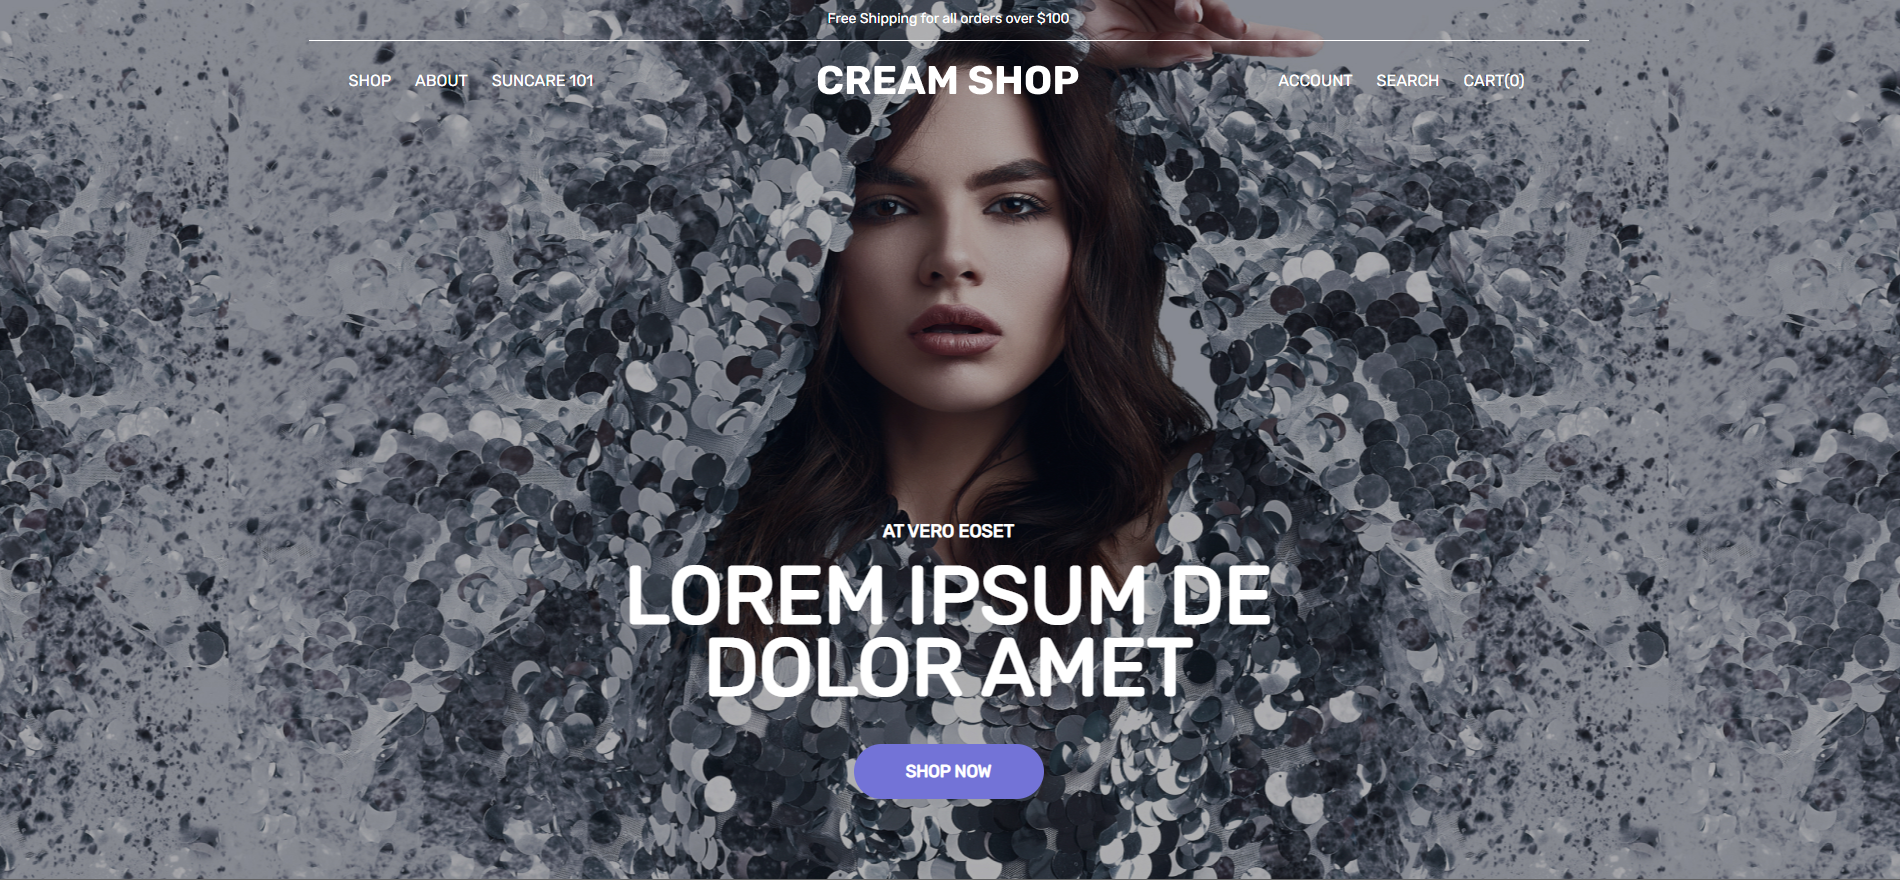 Free Shipping for all orders over $100
SHOP ABOUT SUNCARE 101 CREAM SHOP ACCOUNT SEARCH CART(0)
AT VERO EOSET
LOREM IPSUM DE
DOLOR AMET
SHOP NOW